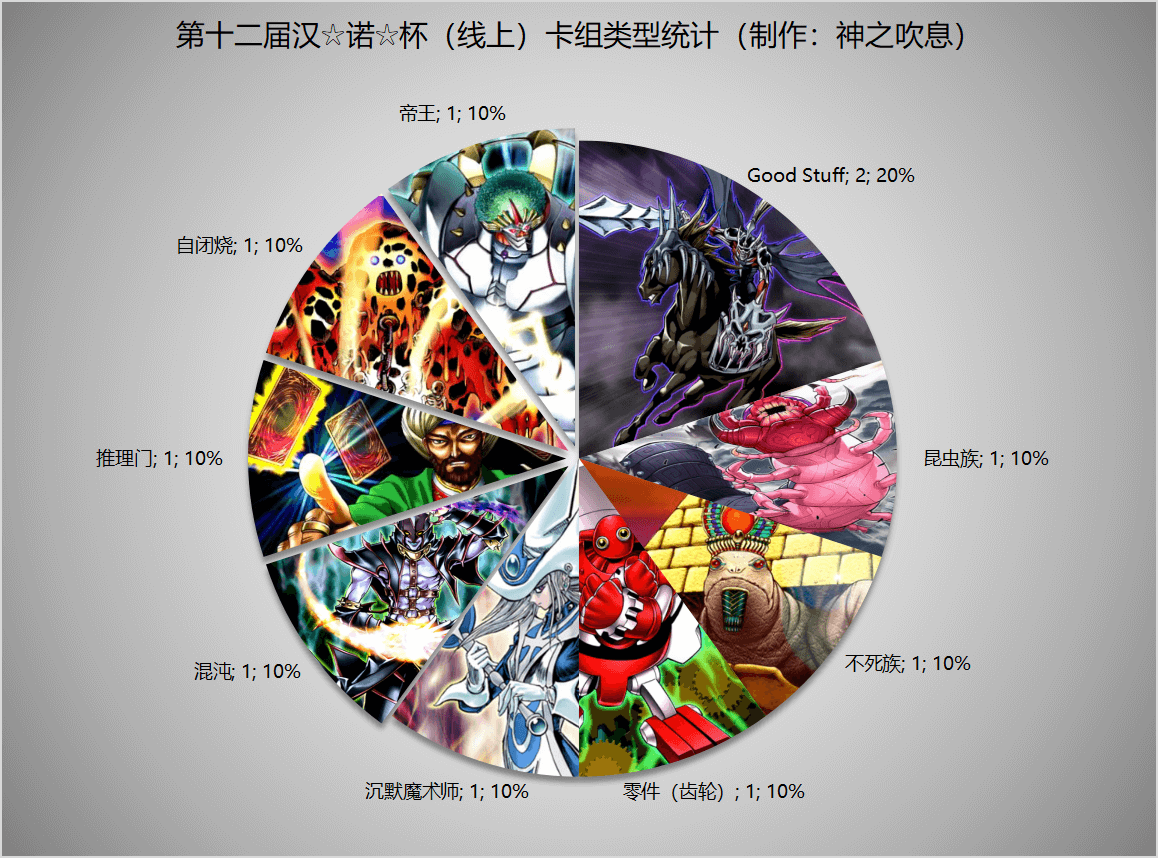 第十二届汉☆诺☆杯（线上）卡组类型统计（制作：神之吹息）
帝王; 1; 10%
Good Stuff; 2; 20%
自闭烧; 1; 10%
推理门; 1; 10%
昆虫族; 1; 10%
混沌; 1; 10%
不死族; 1; 10%
沉默魔术师; 1; 10%
零件（齿轮）; 1; 10%